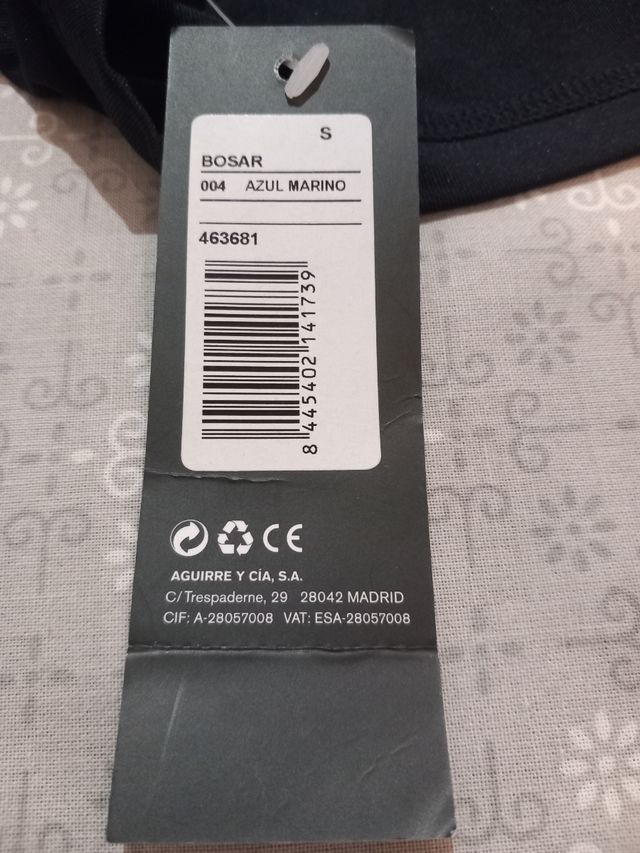 S
BOSAR
004 AZUL MARINO
463681
8 445402 141739
CE
AGUIRRE Y CÍA, S.A.
C/Trespaderne, 29 28042 MADRID
CIF: A-28057008 VAT: ESA-28057008